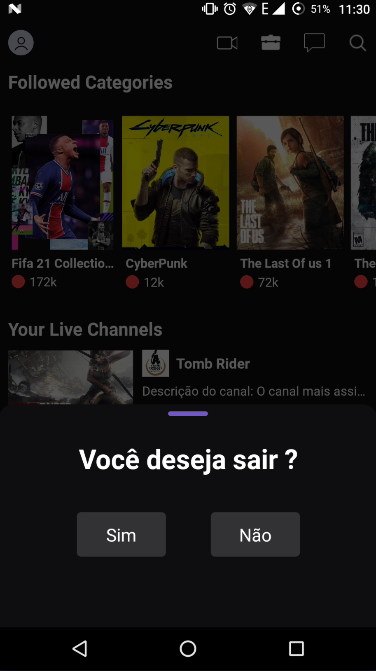 E 51% 11:30
Followed Categories
CYBERPUNK
THE LAST OF US
Fifa 21 Collectio... CyberPunk The Last Of us 1 The
172k 12k 72k
Your Live Channels
Tomb Rider
Descrição do canal: O canal mais assi...
Você deseja sair ?
Sim Não